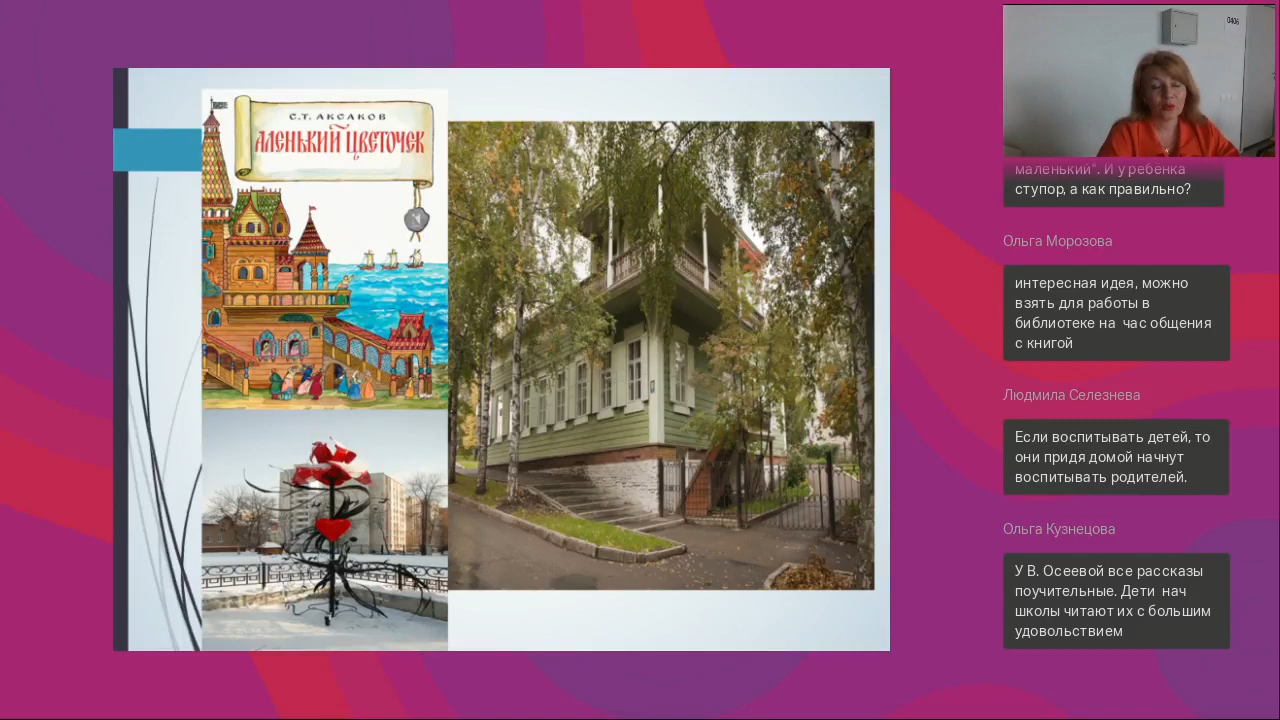 С.Т. АКСАКОВ
АЛЕНЬКИЙ ЦВЕТОЧЕК
0406
маленький". И у ребенка
ступор, а как правильно?
Ольга Морозова
интересная идея, можно
взять для работы в
библиотеке на час общения
с книгой
Людмила Селезнева
Если воспитывать детей, то
они придя домой начнут
воспитывать родителей.
Ольга Кузнецова
У В. Осеевой все рассказы
поучительные. Дети нач
школы читают их с большим
удовольствием